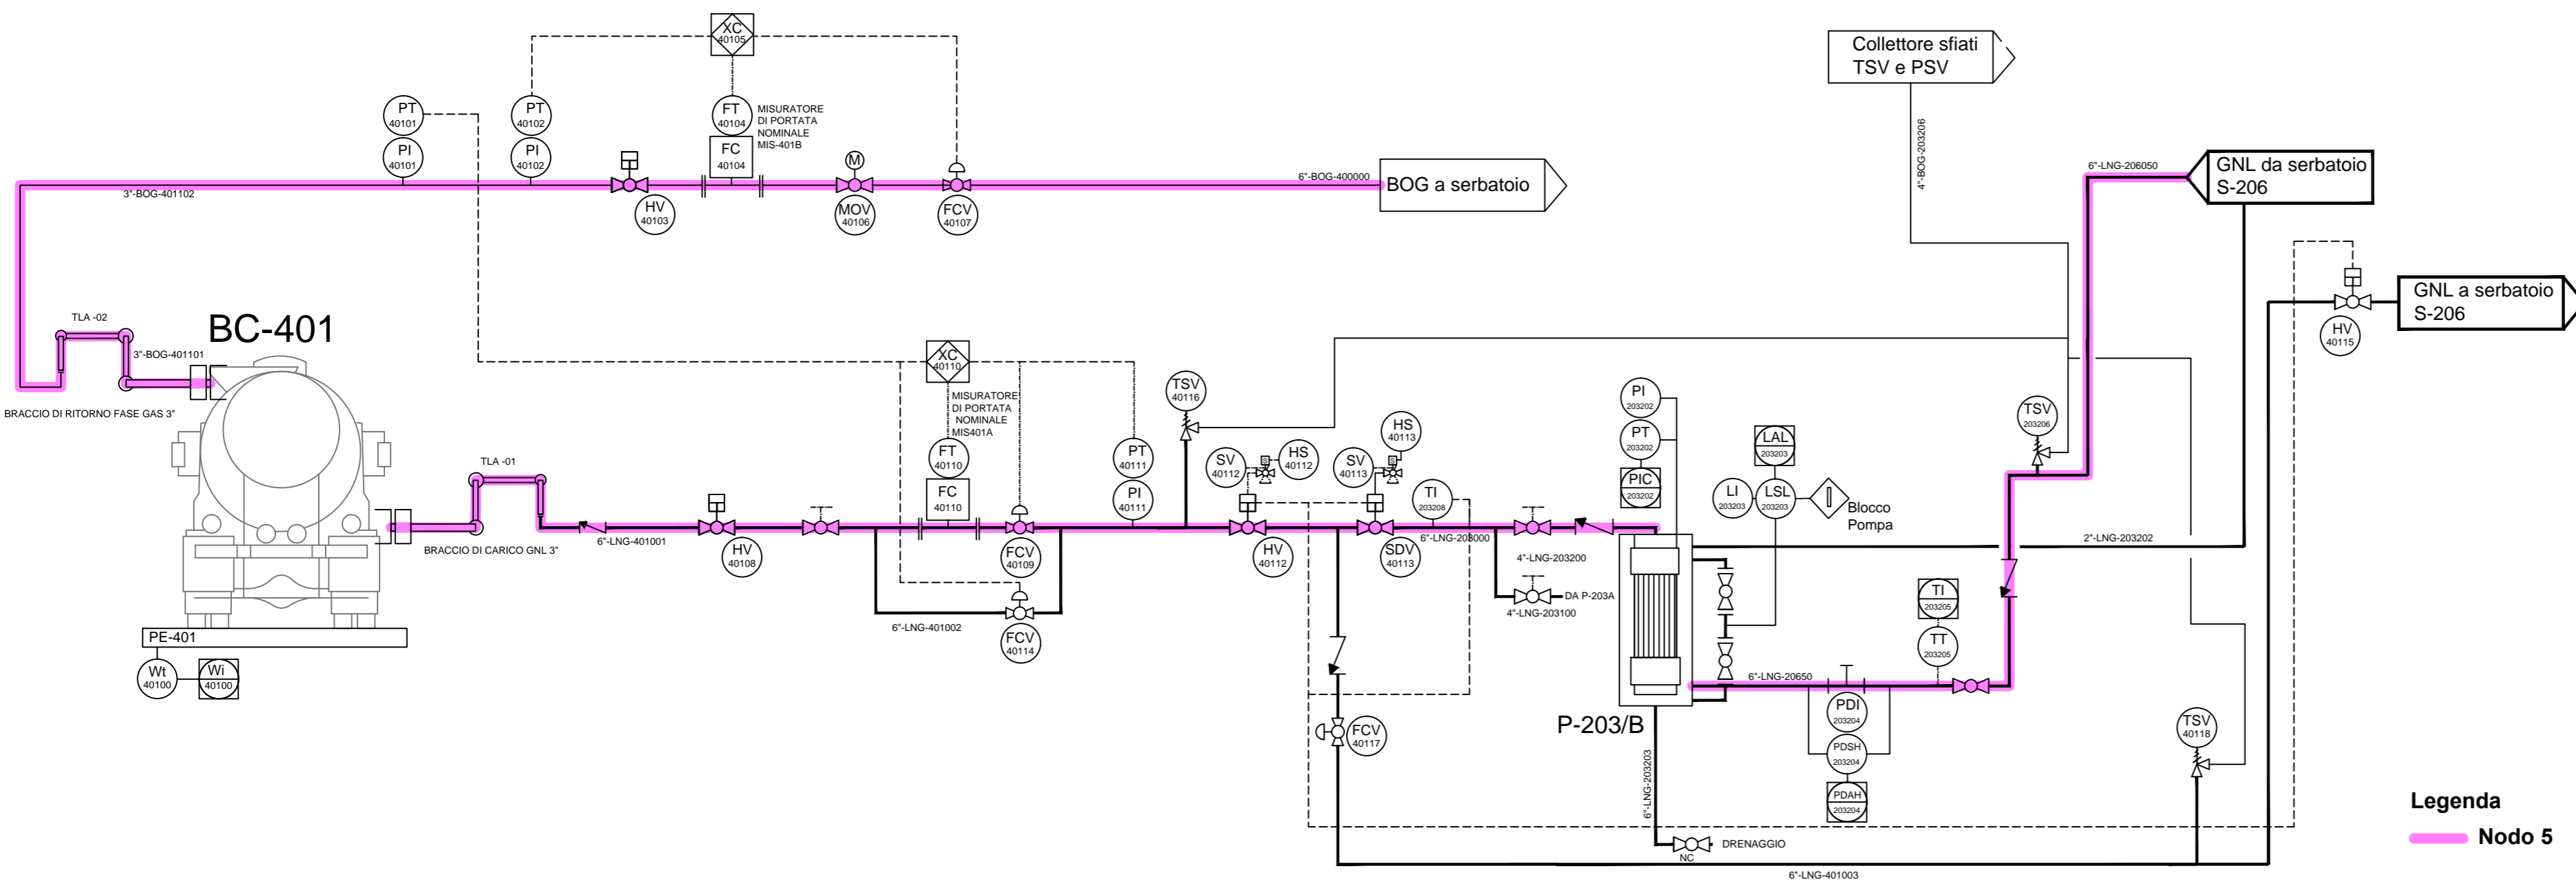 XC
40105
Collettore sfiati
TSV e PSV
PT
40101
PI
40101
PT
40102
PI
40102
FT
40104
FC
40104
MISURATORE
DI PORTATA
NOMINALE
MIS-401B
M
HV
40103
MOV
40106
FCV
40107
3"-BOG-401102
6"-BOG-400000
BOG a serbatoio
4"-BOG-203206
6"-LNG-206050
GNL da serbatoio
S-206
GNL a serbatoio
S-206
HV
40115
TLA -02
BC-401
3"-BOG-401101
BRACCIO DI RITORNO FASE GAS 3"
XC
40110
MISURATORE
DI PORTATA
NOMINALE
MIS401A
FT
40110
FC
40110
PT
40111
PI
40111
TSV
40116
SV
40112
S
HS
40112
SV
40113
S
HS
40113
TI
203208
PI
203202
PT
203202
PIC
203202
LAL
203203
LI
203203
LSL
203203
I
Blocco
Pompa
TSV
203206
TLA -01
BRACCIO DI CARICO GNL 3"
6"-LNG-401001
HV
40108
FCV
40109
HV
40112
SDV
40113
6"-LNG-203000
4"-LNG-203200
2"-LNG-203202
DA P-203A
4"-LNG-203100
6"-LNG-401002
FCV
40114
PE-401
Wt
40100
Wi
40100
TI
203205
TT
203205
6"-LNG-20650
PDI
203204
PDSH
203204
PDAH
203204
P-203/B
FCV
40117
6"-LNG-203203
TSV
40118
NC
DRENAGGIO
6"-LNG-401003
Legenda
Nodo 5